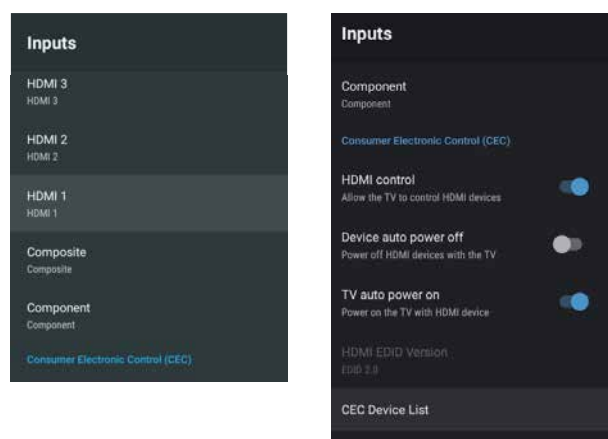 Inputs
HDMI 3
HDMI 3
HDMI 2
HDMI 2
HDMI 1
HDMI 1
Composite
Composite
Component
Component
Consumer Electronic Control (CEC)
Inputs
Component
Component
Consumer Electronic Control (CEC)
HDMI control
Allow the TV to control HDMI devices
Device auto power off
Power off HDMI devices with the TV
TV auto power on
Power on the TV with HDMI device
HDMI EDID Version
EDID 2.0
CEC Device List